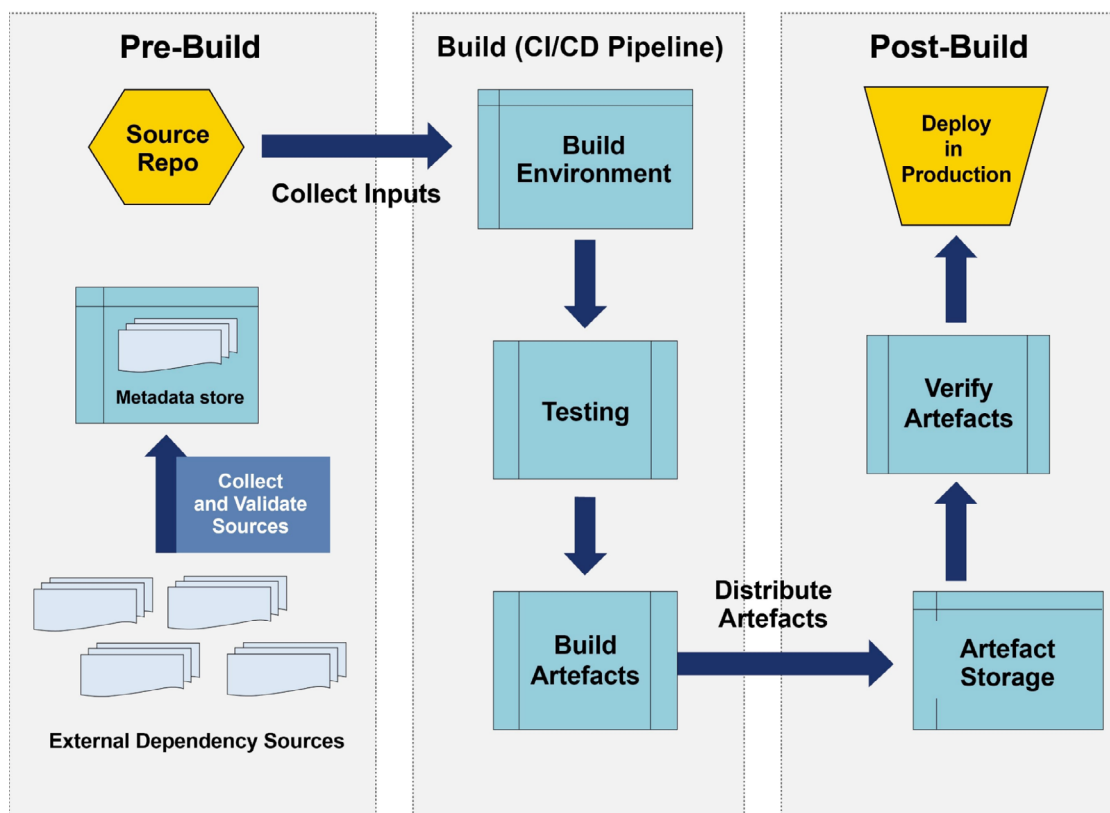 Pre-Build
Source
Repo
Collect Inputs
Metadata store
Collect
and Validate
Sources
External Dependency Sources
Build (CI/CD Pipeline)
Build
Environment
Testing
Build
Artefacts
Distribute
Artefacts
Post-Build
Deploy
in
Production
Verify
Artefacts
Artefact
Storage